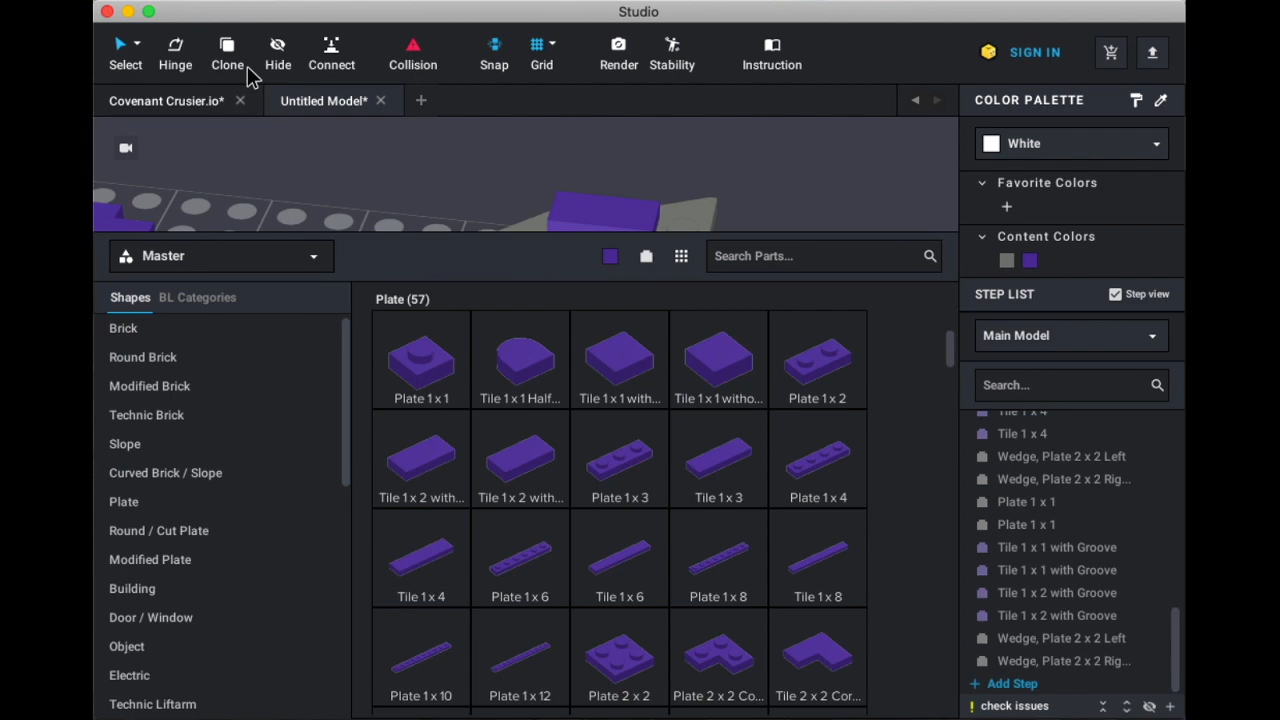 Studio
Select
Hinge
Clone
Hide
Connect
Collision
Snap
Grid
Render
Stability
Instruction
SIGN IN
Covenant Crusier.io*
Untitled Model*
COLOR PALETTE
White
Favorite Colors
Content Colors
Master
Search Parts...
STEP LIST
Step view
Main Model
Search...
Shapes
BL Categories
Brick
Round Brick
Modified Brick
Technic Brick
Slope
Curved Brick / Slope
Plate
Round / Cut Plate
Modified Plate
Building
Door / Window
Object
Electric
Technic Liftarm
Plate (57)
Plate 1 x 1
Tile 1 x 1 Half...
Tile 1 x 1 with...
Tile 1 x 1 witho...
Plate 1 x 2
Tile 1 x 2 with...
Tile 1 x 2 with...
Plate 1 x 3
Tile 1 x 3
Plate 1 x 4
Tile 1 x 4
Plate 1 x 6
Tile 1 x 6
Plate 1 x 8
Tile 1 x 8
Plate 1 x 10
Plate 1 x 12
Plate 2 x 2
Plate 2 x 2 Co...
Tile 2 x 2 Cor...
Tile 1 x 4
Tile 1 x 4
Wedge, Plate 2 x 2 Left
Wedge, Plate 2 x 2 Rig...
Plate 1 x 1
Plate 1 x 1
Tile 1 x 1 with Groove
Tile 1 x 1 with Groove
Tile 1 x 2 with Groove
Tile 1 x 2 with Groove
Wedge, Plate 2 x 2 Left
Wedge, Plate 2 x 2 Rig...
+ Add Step
! check issues